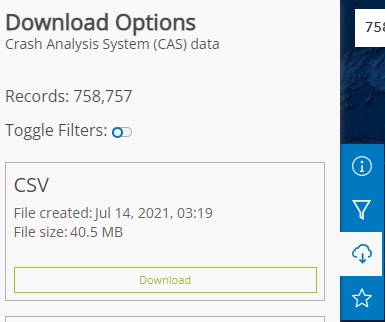 Download Options
Crash Analysis System (CAS) data
758
Records: 758,757
Toggle Filters:
CSV
File created: Jul 14, 2021, 03:19
File size: 40.5 MB
Download